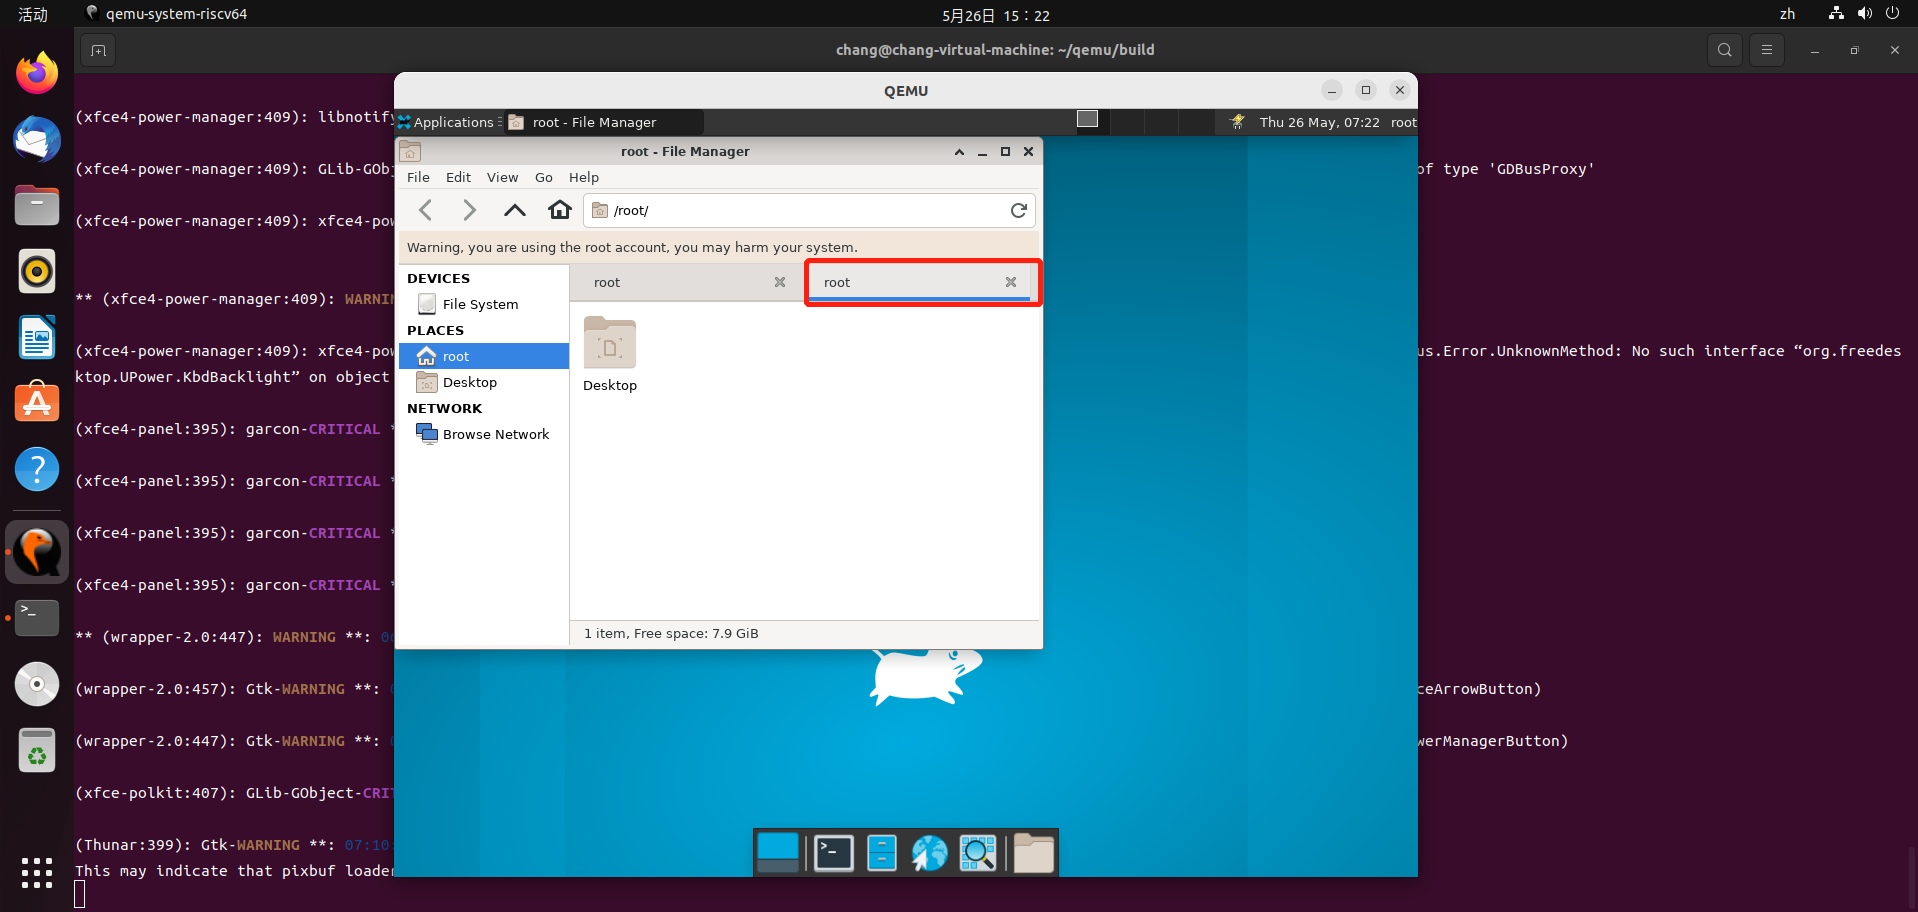 活动
qemu-system-riscv64
5月26日 15：22
zh
chang@chang-virtual-machine: ~/qemu/build
QEMU
Applications
root - File Manager
Thu 26 May, 07:22
root
root - File Manager
File Edit View Go Help
/root/
Warning, you are using the root account, you may harm your system.
DEVICES
File System
PLACES
root
Desktop
NETWORK
Browse Network
root
root
Desktop
1 item, Free space: 7.9 GiB
(xfce4-power-manager:409): libnotify
(xfce4-power-manager:409): GLib-GObj
of type 'GDBusProxy'
(xfce4-power-manager:409): xfce4-pow
** (xfce4-power-manager:409): WARNIN
(xfce4-power-manager:409): xfce4-pow
us.Error.UnknownMethod: No such interface “org.freedes
ktop.UPower.KbdBacklight” on object
(xfce4-panel:395): garcon-CRITICAL *
(xfce4-panel:395): garcon-CRITICAL *
(xfce4-panel:395): garcon-CRITICAL *
(xfce4-panel:395): garcon-CRITICAL *
** (wrapper-2.0:447): WARNING **:
(wrapper-2.0:457): Gtk-WARNING **:
ceArrowButton)
(wrapper-2.0:447): Gtk-WARNING **:
werManagerButton)
(xfce-polkit:407): GLib-GObject-CRIT
(Thunar:399): Gtk-WARNING **: 07:10:
This may indicate that pixbuf loader